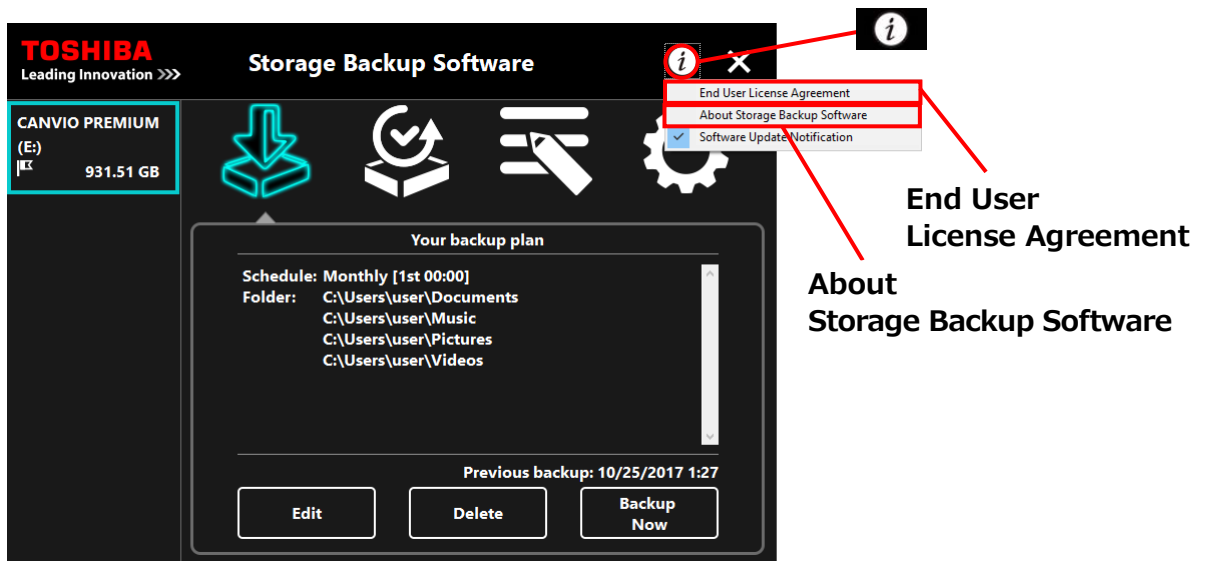 TOSHIBA
Leading Innovation >>>
Storage Backup Software
i
i
End User License Agreement
About Storage Backup Software
Software Update Notification
CANVIO PREMIUM
(E:)
931.51 GB
End User
License Agreement
About
Storage Backup Software
Your backup plan
Schedule: Monthly [1st 00:00]
Folder: C:\Users\user\Documents
C:\Users\user\Music
C:\Users\user\Pictures
C:\Users\user\Videos
Previous backup: 10/25/2017 1:27
Edit
Delete
Backup
Now